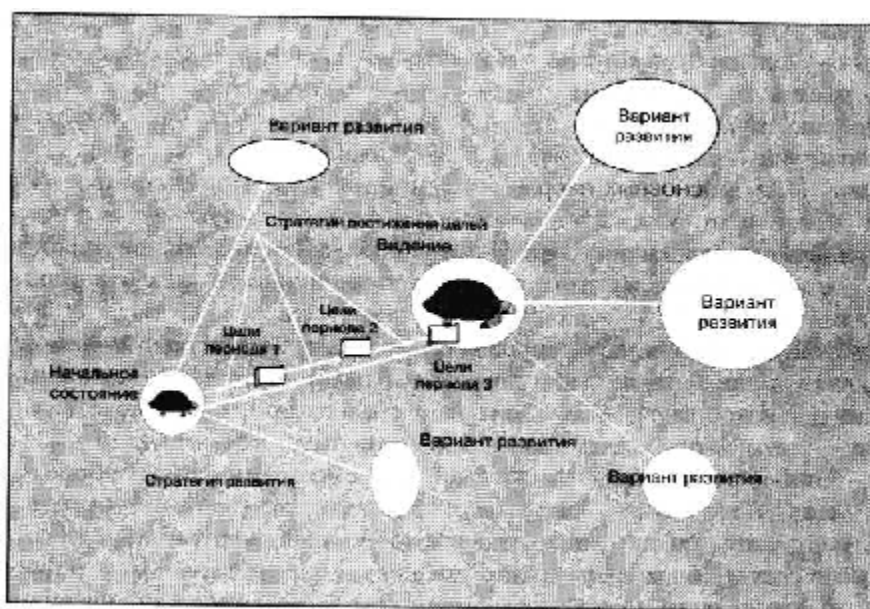 Вариант развития
Вариант
развития
Стратегии достижения целей
Видение
Вариант
развития
Цели
периода 1
Цели
периода 2
Цели
периода 3
Начальное
состояние
Вариант развития
Стратегия развития
Вариант развития